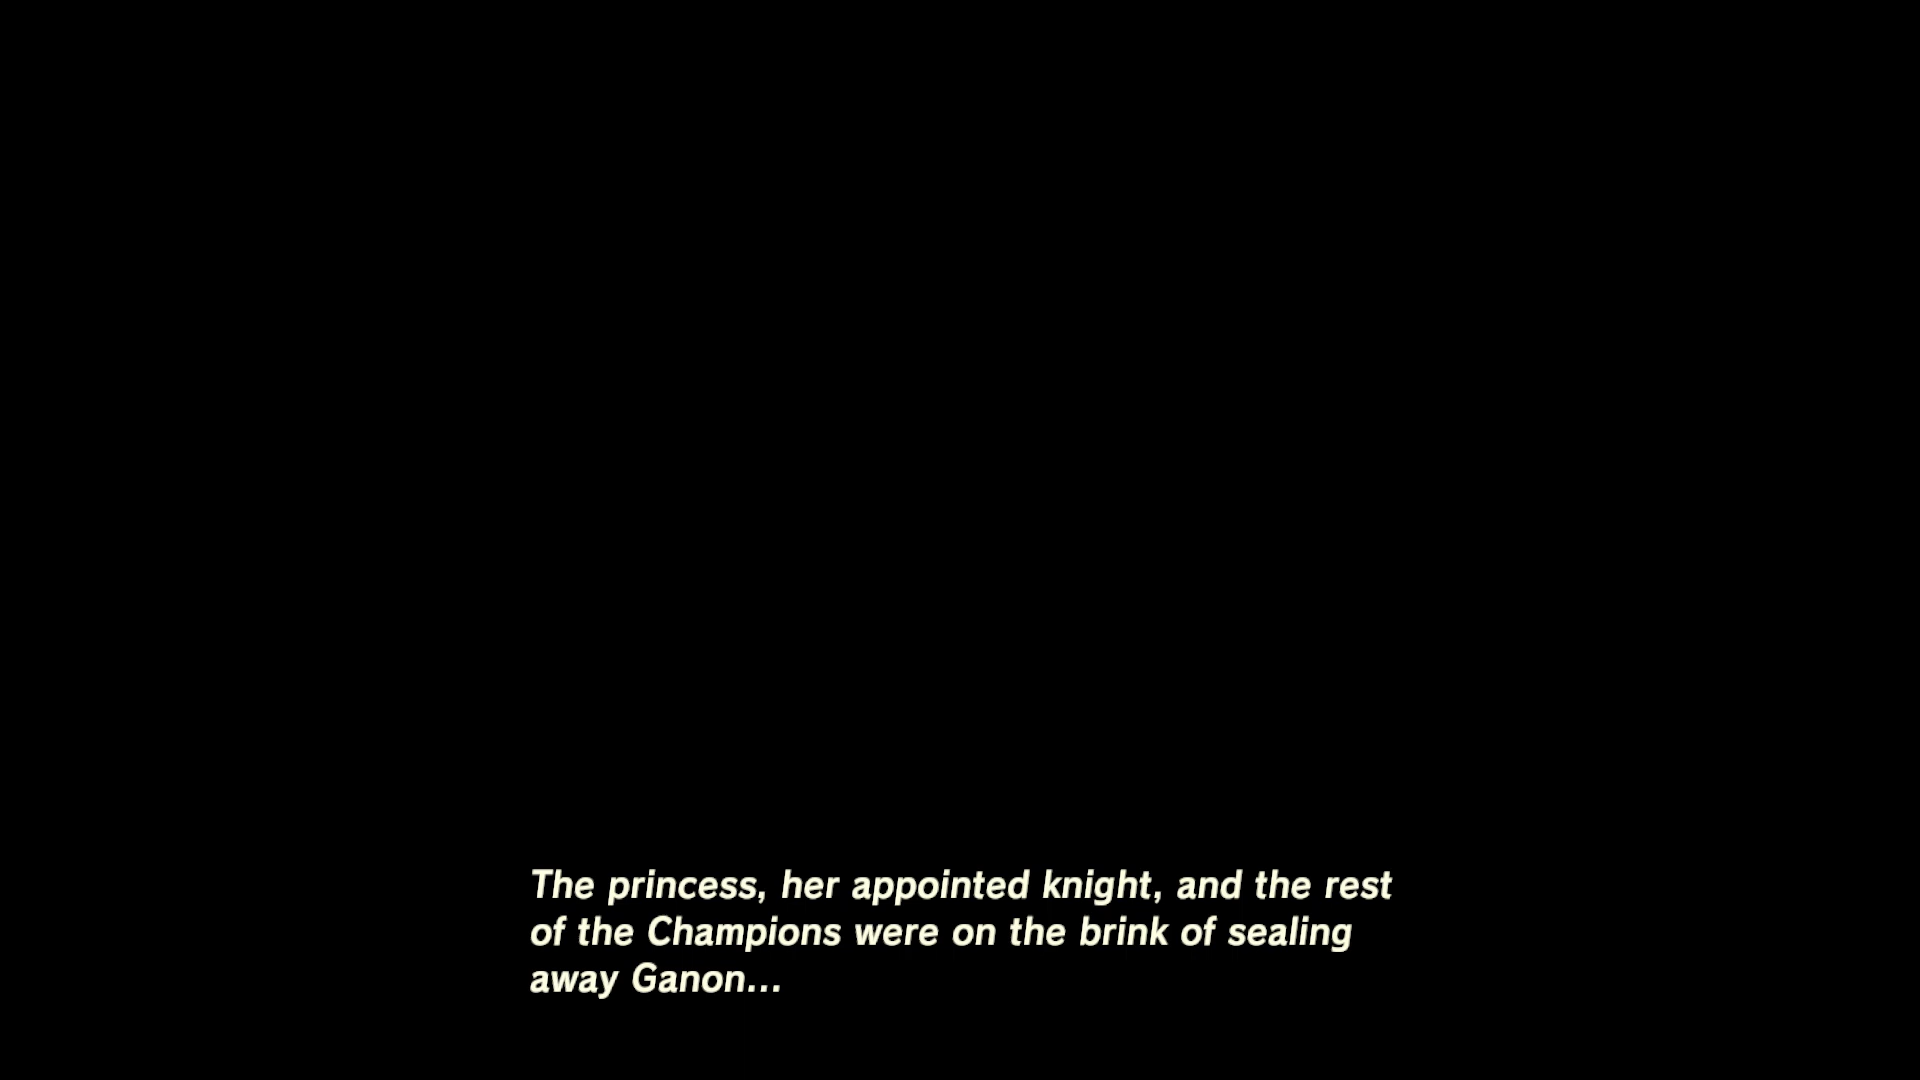 The princess, her appointed knight, and the rest
of the Champions were on the brink of sealing
away Ganon...